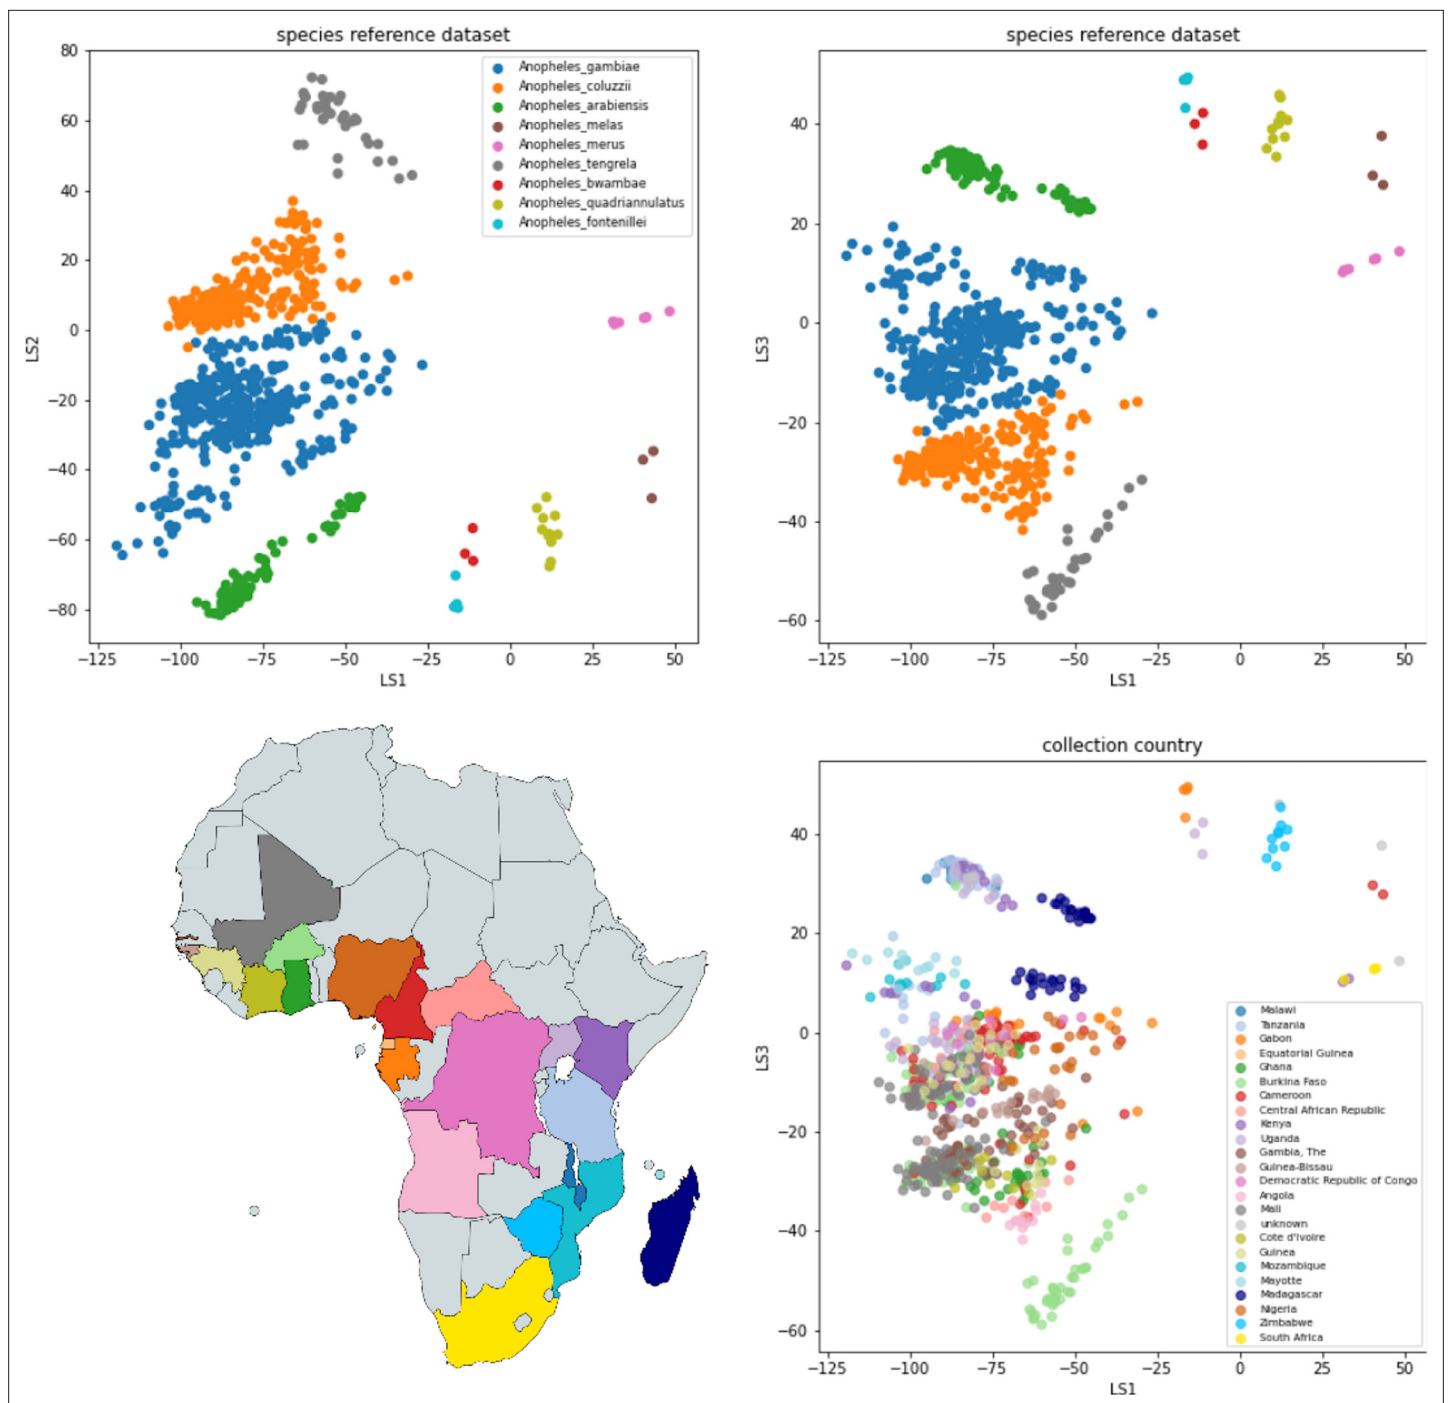 species reference dataset
80
60
40
20
0
−20
−40
−60
−80
LS2
−125 −100 −75 −50 −25 0 25 50
LS1
Anopheles_gambiae
Anopheles_coluzzii
Anopheles_arabiensis
Anopheles_melas
Anopheles_merus
Anopheles_tengrela
Anopheles_bwambae
Anopheles_quadriannulatus
Anopheles_fontenillei
species reference dataset
40
20
0
−20
−40
−60
LS3
−125 −100 −75 −50 −25 0 25 50
LS1
collection country
40
20
0
−20
−40
−60
LS3
−125 −100 −75 −50 −25 0 25 50
LS1
Malawi
Tanzania
Gabon
Equatorial Guinea
Ghana
Burkina Faso
Cameroon
Central African Republic
Kenya
Uganda
Gambia, The
Guinea-Bissau
Democratic Republic of Congo
Angola
Mali
unknown
Cote d'Ivoire
Guinea
Mozambique
Mayotte
Madagascar
Nigeria
Zimbabwe
South Africa